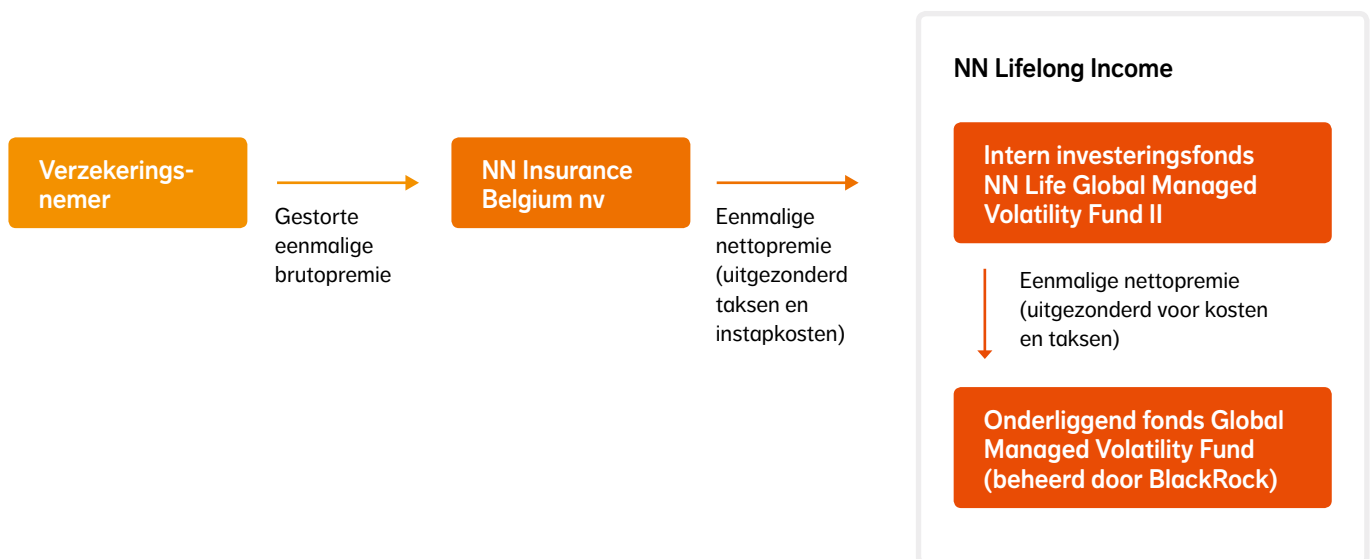 NN Lifelong Income
Verzekerings-
nemer
Gestorte
eenmalige
brutopremie
NN Insurance
Belgium nv
Eenmalige
nettopremie
(uitgezonderd
taksen en
instapkosten)
Intern investeringsfonds
NN Life Global Managed
Volatility Fund II
Eenmalige nettopremie
(uitgezonderd voor kosten
en taksen)
Onderliggend fonds Global
Managed Volatility Fund
(beheerd door BlackRock)